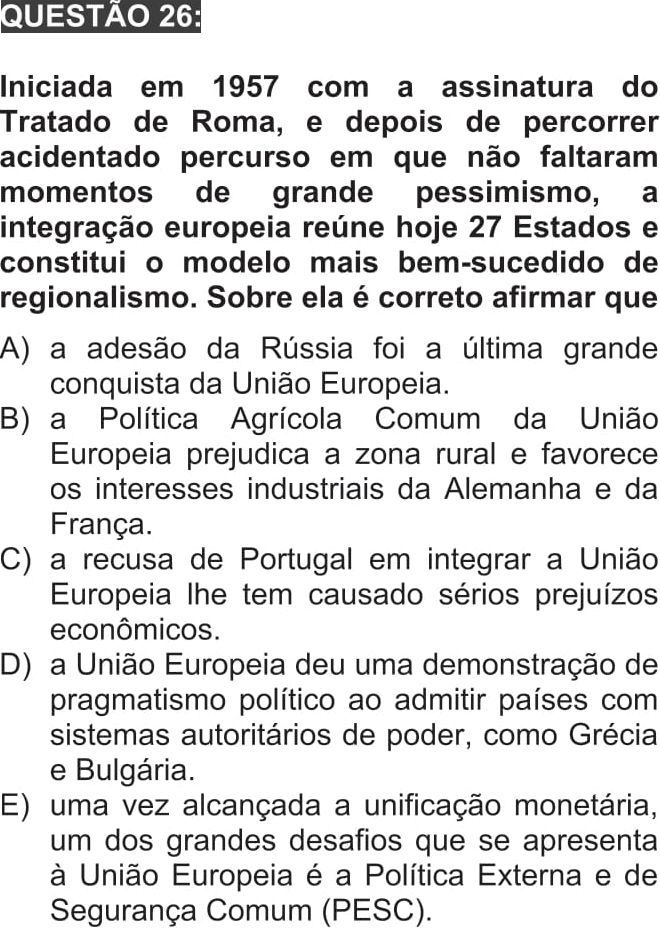 QUESTÃO 26:
Iniciada em 1957 com a assinatura do
Tratado de Roma, e depois de percorrer
acidentado percurso em que não faltaram
momentos de grande pessimismo, a
integração europeia reúne hoje 27 Estados e
constitui o modelo mais bem-sucedido de
regionalismo. Sobre ela é correto afirmar que
A) a adesão da Rússia foi a última grande
conquista da União Europeia.
B) a Política Agrícola Comum da União
Europeia prejudica a zona rural e favorece
os interesses industriais da Alemanha e da
França.
C) a recusa de Portugal em integrar a União
Europeia lhe tem causado sérios prejuízos
econômicos.
D) a União Europeia deu uma demonstração de
pragmatismo político ao admitir países com
sistemas autoritários de poder, como Grécia
e Bulgária.
E) uma vez alcançada a unificação monetária,
um dos grandes desafios que se apresenta
à União Europeia é a Política Externa e de
Segurança Comum (PESC).